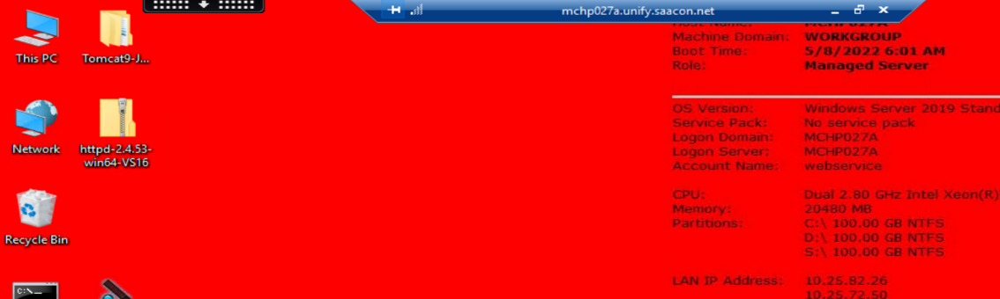 mchp027a.unify.saacon.net
This PC
Tomcat9-J...
Network
httpd-2.4.53-
win64-VS16
Recycle Bin
C:\
Host Name: MCHP027A
Machine Domain: WORKGROUP
Boot Time: 5/8/2022 6:01 AM
Role: Managed Server
OS Version: Windows Server 2019 Stand
Service Pack: No service pack
Logon Domain: MCHP027A
Logon Server: MCHP027A
Account Name: webservice
CPU: Dual 2.80 GHz Intel Xeon(R)
Memory: 20480 MB
Partitions: C:\ 100.00 GB NTFS
D:\ 100.00 GB NTFS
S:\ 100.00 GB NTFS
LAN IP Address: 10.25.82.26
10.25.72.50